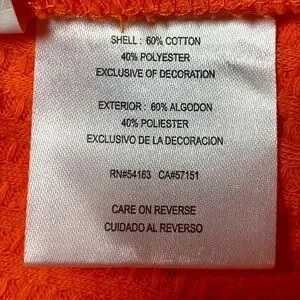 SHELL : 60% COTTON
40% POLYESTER
EXCLUSIVE OF DECORATION
EXTERIOR : 60% ALGODON
40% POLIESTER
EXCLUSIVO DE LA DECORACION
RN#54163 CA#57151
CARE ON REVERSE
CUIDADO AL REVERSO